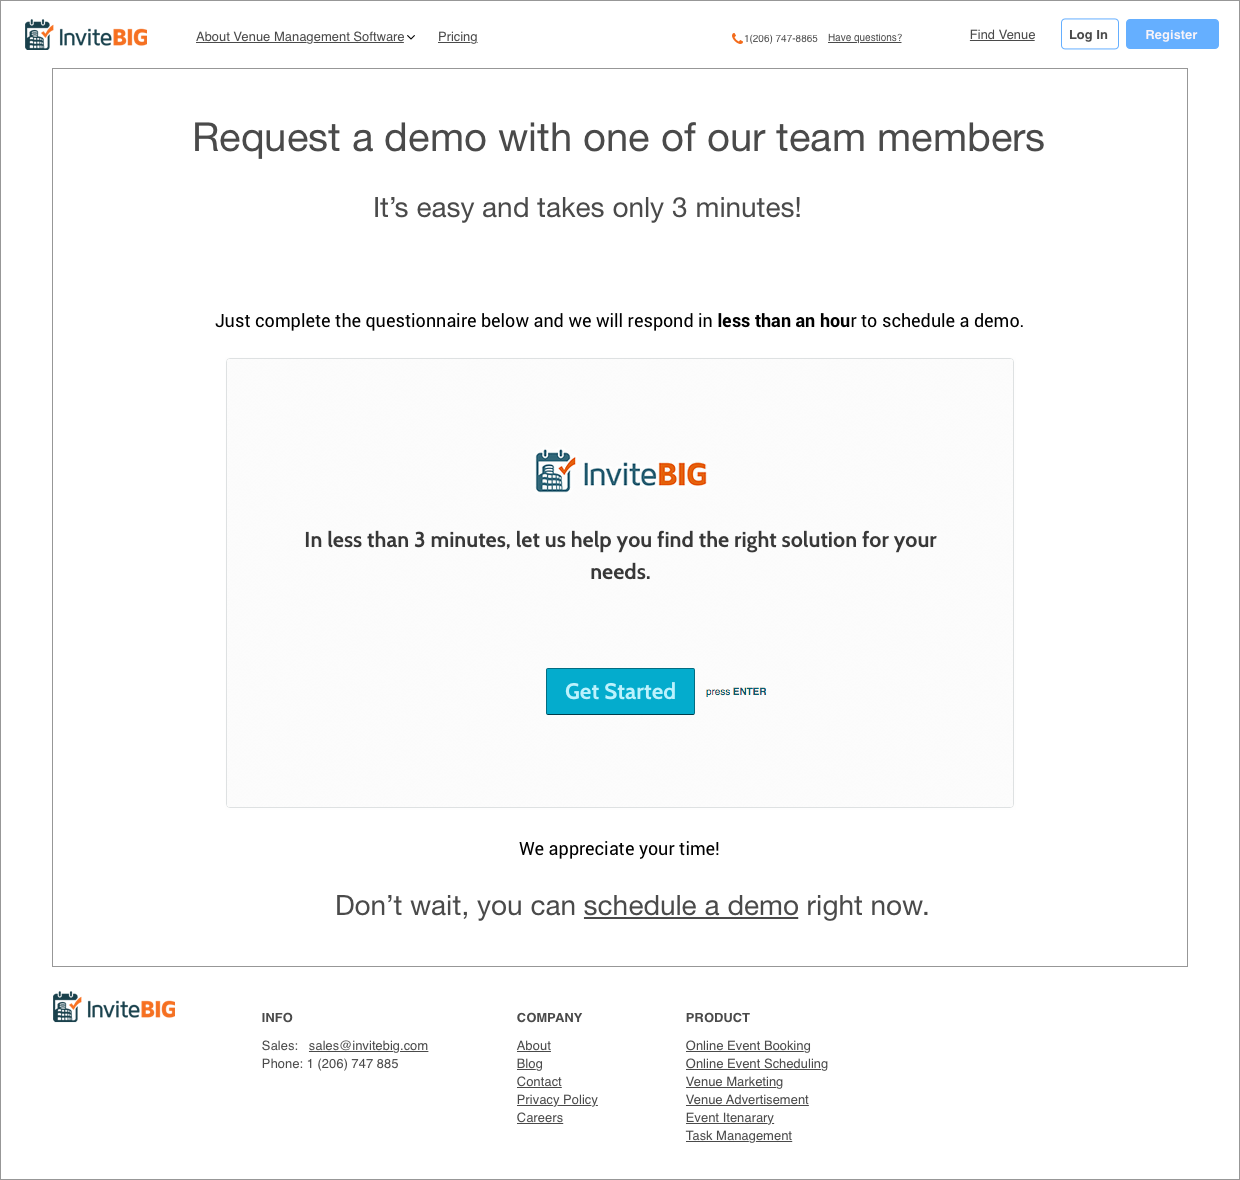 InviteBIG
About Venue Management Software
Pricing
1(206) 747-8865
Have questions?
Find Venue
Log In
Register
Request a demo with one of our team members
It's easy and takes only 3 minutes!
Just complete the questionnaire below and we will respond in less than an hour to schedule a demo.
InviteBIG
In less than 3 minutes, let us help you find the right solution for your
needs.
Get Started
press ENTER
We appreciate your time!
Don't wait, you can schedule a demo right now.
InviteBIG
INFO
Sales: sales@invitebig.com
Phone: 1 (206) 747 885
COMPANY
About
Blog
Contact
Privacy Policy
Careers
PRODUCT
Online Event Booking
Online Event Scheduling
Venue Marketing
Venue Advertisement
Event Itenarary
Task Management